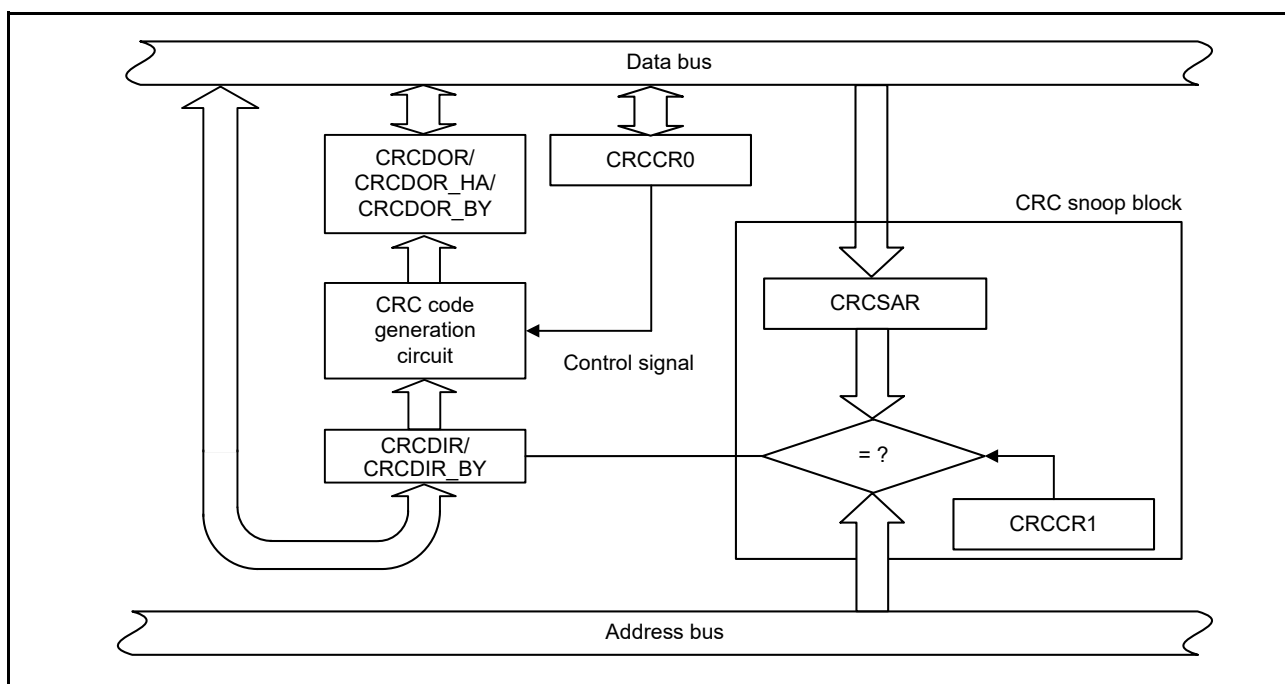 Data bus
CRCDOR/
CRCDOR_HA/
CRCDOR_BY
CRCCR0
CRC snoop block
CRCSAR
CRC code
generation
circuit
Control signal
CRCDIR/
CRCDIR_BY
= ?
CRCCR1
Address bus